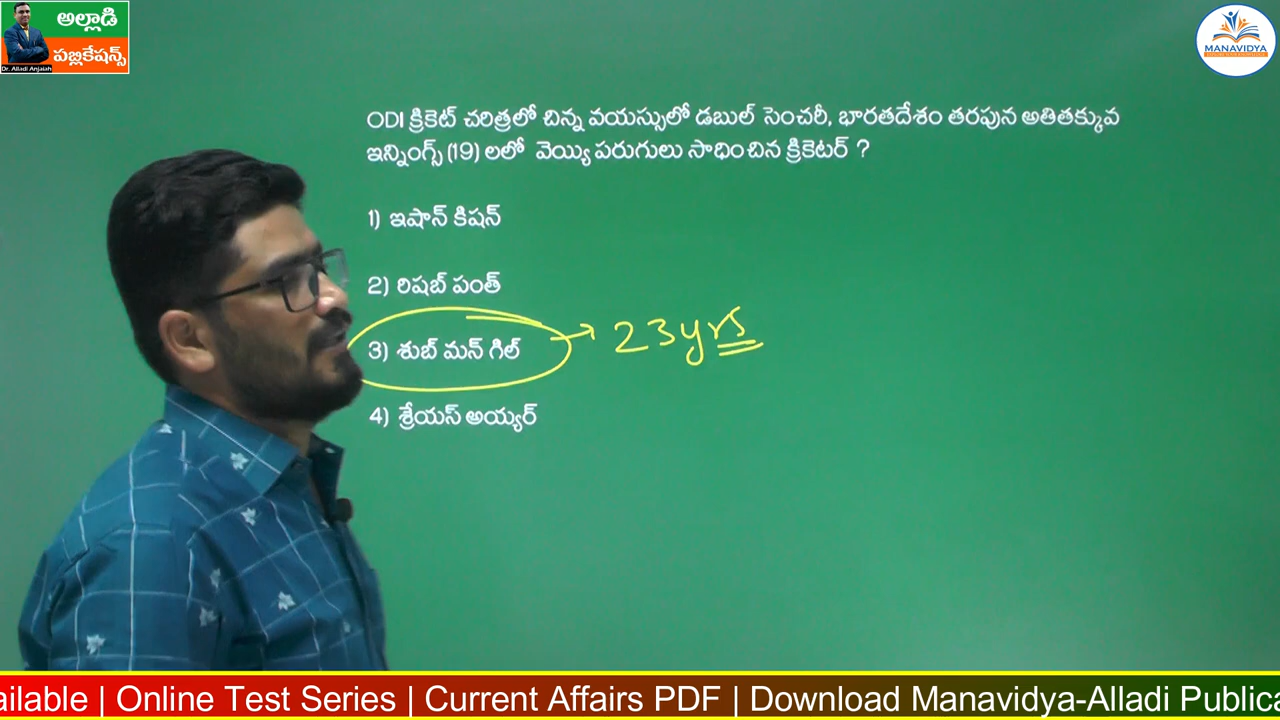 అల్లాడి
పబ్లికేషన్స్
Dr. Alladi Anjaiah
MANAVIDYA
ODI క్రికెట్ చరిత్రలో చిన్న వయస్సులో డబుల్ సెంచరీ, భారతదేశం తరపున అతితక్కువ
ఇన్నింగ్స్ (19) లలో వెయ్యి పరుగులు సాధించిన క్రికెటర్ ?
1) ఇషాన్ కిషన్
2) రిషబ్ పంత్
3) శుబ్ మన్ గిల్
23 yrs
4) శ్రేయస్ అయ్యర్
ailable | Online Test Series | Current Affairs PDF | Download Manavidya-Alladi Publica